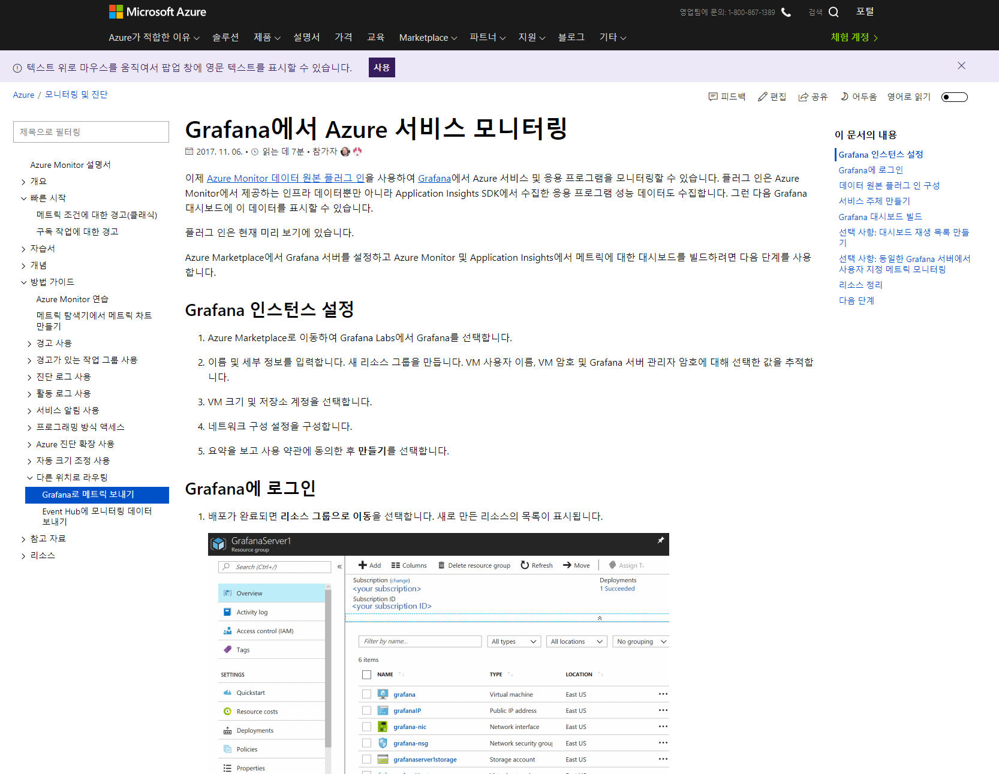 Microsoft Azure
영업팀에 문의: 1-800-867-1389
검색
포털
Azure가 적합한 이유
솔루션
제품
설명서
가격
교육
Marketplace
파트너
지원
블로그
기타
체험 계정
텍스트 위로 마우스를 움직여서 팝업 창에 영문 텍스트를 표시할 수 있습니다.
사용
Azure / 모니터링 및 진단
피드백
편집
공유
어두움
영어로 읽기
제목으로 필터링
Azure Monitor 설명서
개요
빠른 시작
메트릭 조건에 대한 경고(클래식)
구독 작업에 대한 경고
자습서
개념
방법 가이드
Azure Monitor 연습
메트릭 탐색기에서 메트릭 차트
만들기
경고 사용
경고가 있는 작업 그룹 사용
진단 로그 사용
활동 로그 사용
서비스 알림 사용
프로그래밍 방식 액세스
Azure 진단 확장 사용
자동 크기 조정 사용
다른 위치로 라우팅
Grafana로 메트릭 보내기
Event Hub에 모니터링 데이터
보내기
참고 자료
리소스
Grafana에서 Azure 서비스 모니터링
2017. 11. 06. • 읽는 데 7분 • 참가자
이제 Azure Monitor 데이터 원본 플러그 인을 사용하여 Grafana에서 Azure 서비스 및 응용 프로그램을 모니터링할 수 있습니다. 플러그 인은 Azure
Monitor에서 제공하는 인프라 데이터뿐만 아니라 Application Insights SDK에서 수집한 응용 프로그램 성능 데이터도 수집합니다. 그런 다음 Grafana
대시보드에 이 데이터를 표시할 수 있습니다.
플러그 인은 현재 미리 보기에 있습니다.
Azure Marketplace에서 Grafana 서버를 설정하고 Azure Monitor 및 Application Insights에서 메트릭에 대한 대시보드를 빌드하려면 다음 단계를 사용
합니다.
Grafana 인스턴스 설정
1. Azure Marketplace로 이동하여 Grafana Labs에서 Grafana를 선택합니다.
2. 이름 및 세부 정보를 입력합니다. 새 리소스 그룹을 만듭니다. VM 사용자 이름, VM 암호 및 Grafana 서버 관리자 암호에 대해 선택한 값을 추적합
니다.
3. VM 크기 및 저장소 계정을 선택합니다.
4. 네트워크 구성 설정을 구성합니다.
5. 요약을 보고 사용 약관에 동의한 후 만들기를 선택합니다.
Grafana에 로그인
1. 배포가 완료되면 리소스 그룹으로 이동을 선택합니다. 새로 만든 리소스의 목록이 표시됩니다.
GrafanaServer1
Resource group
Search (Ctrl+/)
«
Overview
Activity log
Access control (IAM)
Tags
SETTINGS
Quickstart
Resource costs
Deployments
Policies
Properties
Add
Columns
Delete resource group
Refresh
Move
Assign Ta
Subscription (change)
<your subscription>
Subscription ID
<your subscription ID>
Deployments
1 Succeeded
Filter by name...
All types
All locations
No grouping
6 items
NAME TYPE LOCATION
grafana Virtual machine East US
grafanaIP Public IP address East US
grafana-nic Network interface East US
grafana-nsg Network security grou East US
grafanaserver1storage Storage account East US
이 문서의 내용
Grafana 인스턴스 설정
Grafana에 로그인
데이터 원본 플러그 인 구성
서비스 주체 만들기
Grafana 대시보드 빌드
선택 사항: 대시보드 재생 목록 만들
기
선택 사항: 동일한 Grafana 서버에서
사용자 지정 메트릭 모니터링
리소스 정리
다음 단계